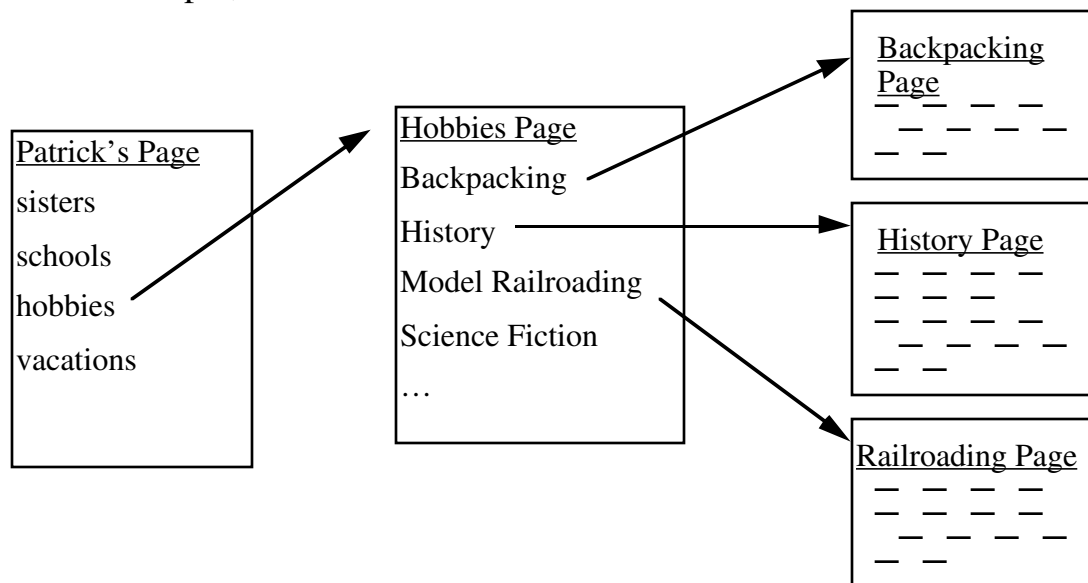 Patrick’s Page
sisters
schools
hobbies
vacations
Hobbies Page
Backpacking
History
Model Railroading
Science Fiction
…
Backpacking
Page
History Page
Railroading Page